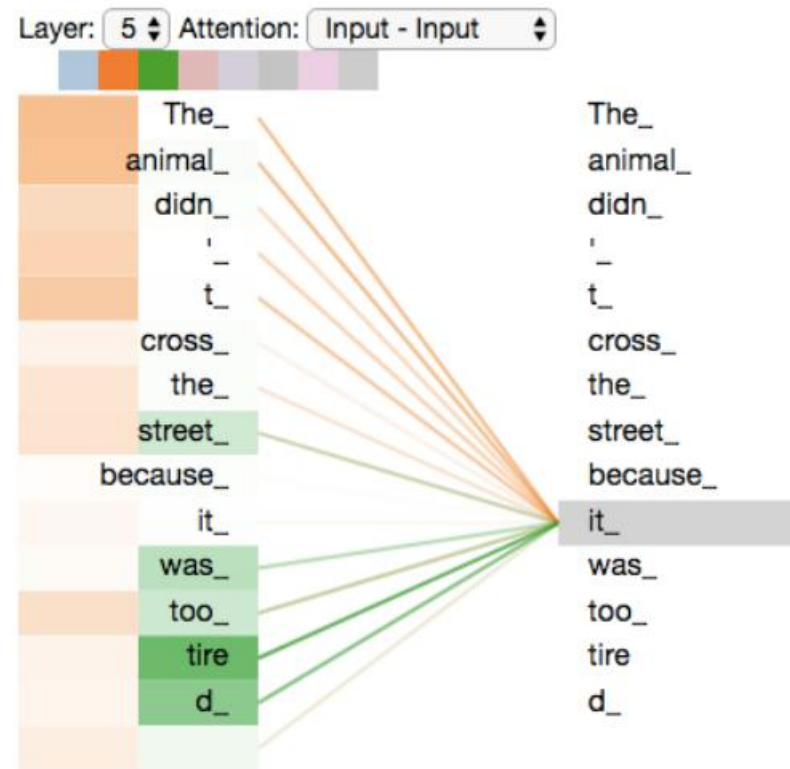 Layer: 5 Attention: Input - Input
The_ The_
animal_ animal_
didn_ didn_
'_ '_
t_ t_
cross_ cross_
the_ the_
street_ street_
because_ because_
it_ it_
was_ was_
too_ too_
tire tire
d_ d_